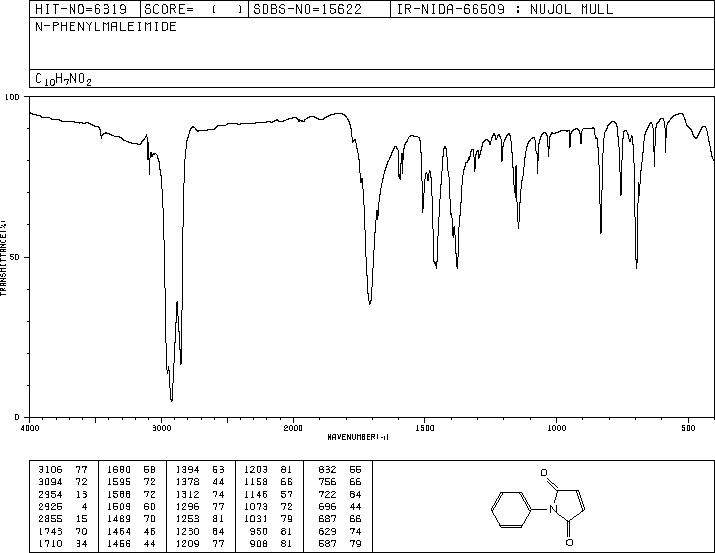 HIT-NO=6319 SCORE= ( ) SDBS-NO=15622 IR-NIDA-66509 : NUJOL MULL
N-PHENYLMALEIMIDE
C10H7NO2
100
50
0
TRANSMITTANCE(%)
4000 3000 2000 1500 1000 500
WAVENUMBER(-1)
3106 77 1680 58 1394 53 1203 81 832 55
3094 72 1595 72 1378 44 1158 66 756 66
2954 13 1588 72 1312 74 1146 57 722 84
2925 4 1509 60 1296 77 1073 72 696 44
2855 15 1489 70 1253 81 1031 79 687 66
1743 70 1464 46 1230 84 950 81 629 74
1710 34 1456 44 1209 77 908 81 587 79
O
N
O